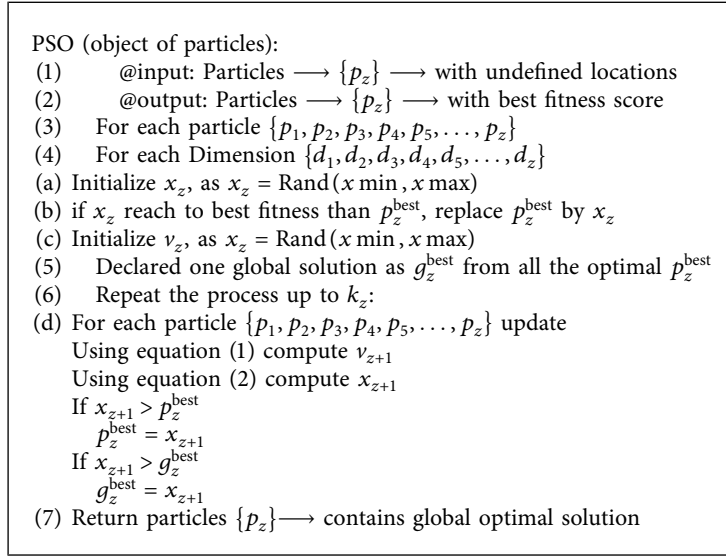 PSO (object of particles):
(1) @input: Particles ⟶ {p_z} ⟶ with undefined locations
(2) @output: Particles ⟶ {p_z} ⟶ with best fitness score
(3) For each particle {p_1, p_2, p_3, p_4, p_5, . . . , p_z}
(4) For each Dimension {d_1, d_2, d_3, d_4, d_5, . . . , d_z}
(a) Initialize x_z, as x_z = Rand(x min, x max)
(b) if x_z reach to best fitness than p_z^best, replace p_z^best by x_z
(c) Initialize v_z, as x_z = Rand(x min, x max)
(5) Declared one global solution as g_z^best from all the optimal p_z^best
(6) Repeat the process up to k_z:
(d) For each particle {p_1, p_2, p_3, p_4, p_5, . . . , p_z} update
Using equation (1) compute v_{z+1}
Using equation (2) compute x_{z+1}
If x_{z+1} > p_z^best
p_z^best = x_{z+1}
If x_{z+1} > g_z^best
g_z^best = x_{z+1}
(7) Return particles {p_z}⟶ contains global optimal solution